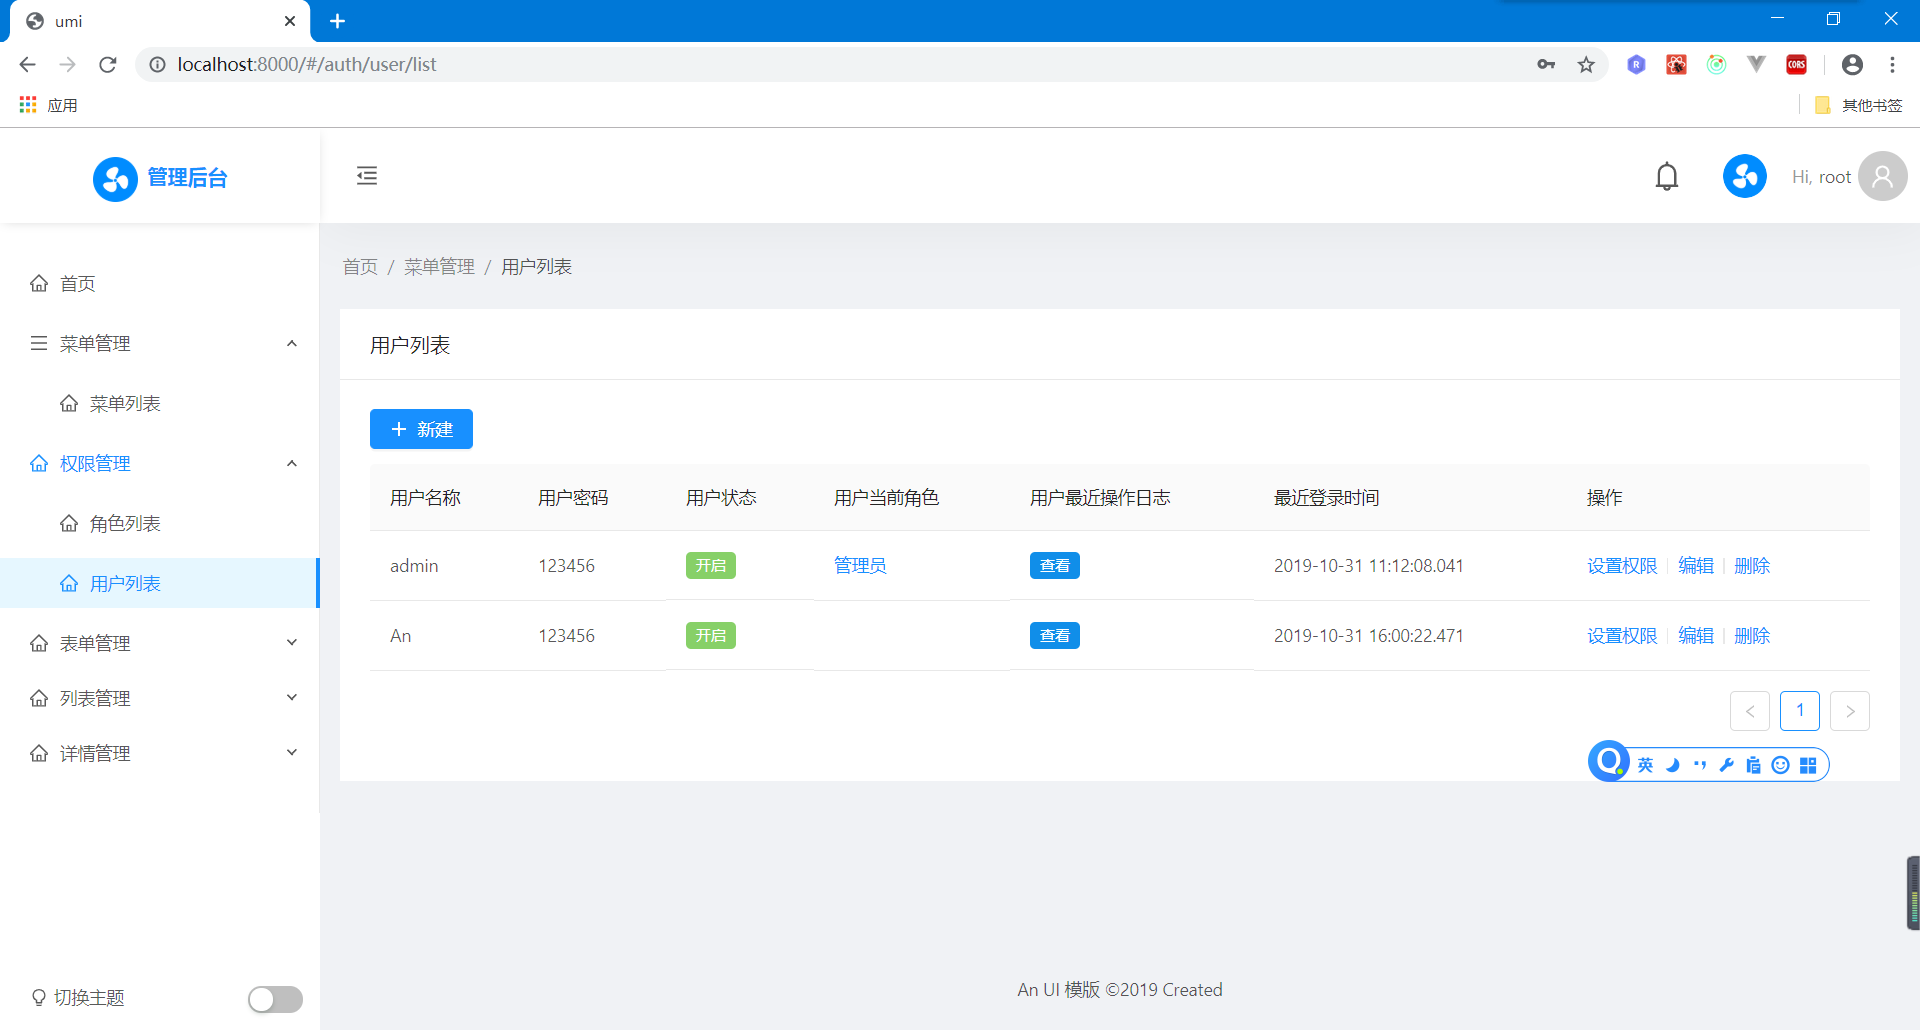 umi
localhost:8000/#/auth/user/list
R
CORS
应用
其他书签
管理后台
Hi, root
首页
菜单管理
菜单列表
权限管理
角色列表
用户列表
表单管理
列表管理
详情管理
切换主题
首页 / 菜单管理 / 用户列表
用户列表
新建
用户名称 用户密码 用户状态 用户当前角色 用户最近操作日志 最近登录时间 操作
admin 123456 开启 管理员 查看 2019-10-31 11:12:08.041 设置权限 编辑 删除
An 123456 开启 查看 2019-10-31 16:00:22.471 设置权限 编辑 删除
< 1 >
英
An UI 模版 ©2019 Created